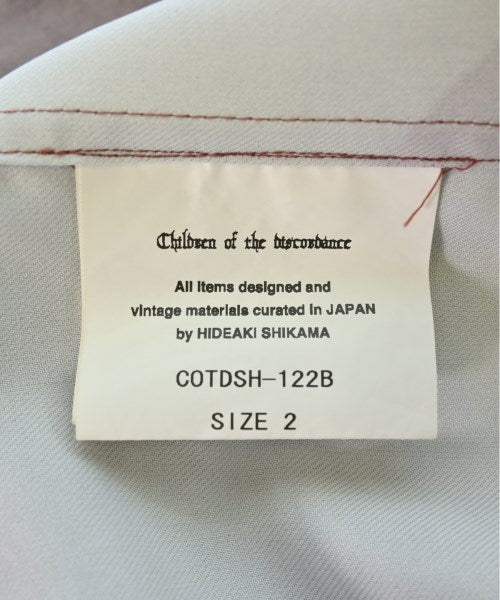 Children of the discordance
All items designed and
vintage materials curated in JAPAN
by HIDEAKI SHIKAMA
COTDSH-122B
SIZE 2